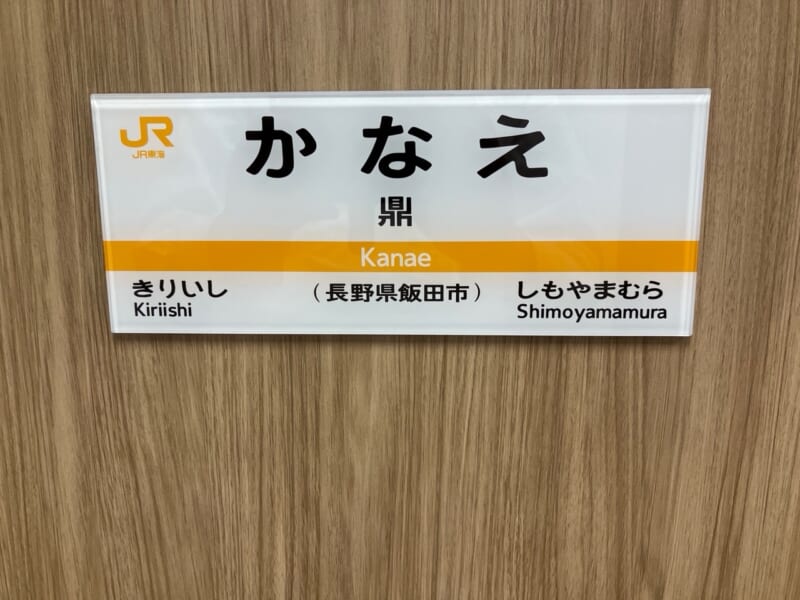 JR
JR東海
かなえ
鼎
Kanae
きりいし
Kiriishi
（長野県飯田市）
しもやまむら
Shimoyamamura